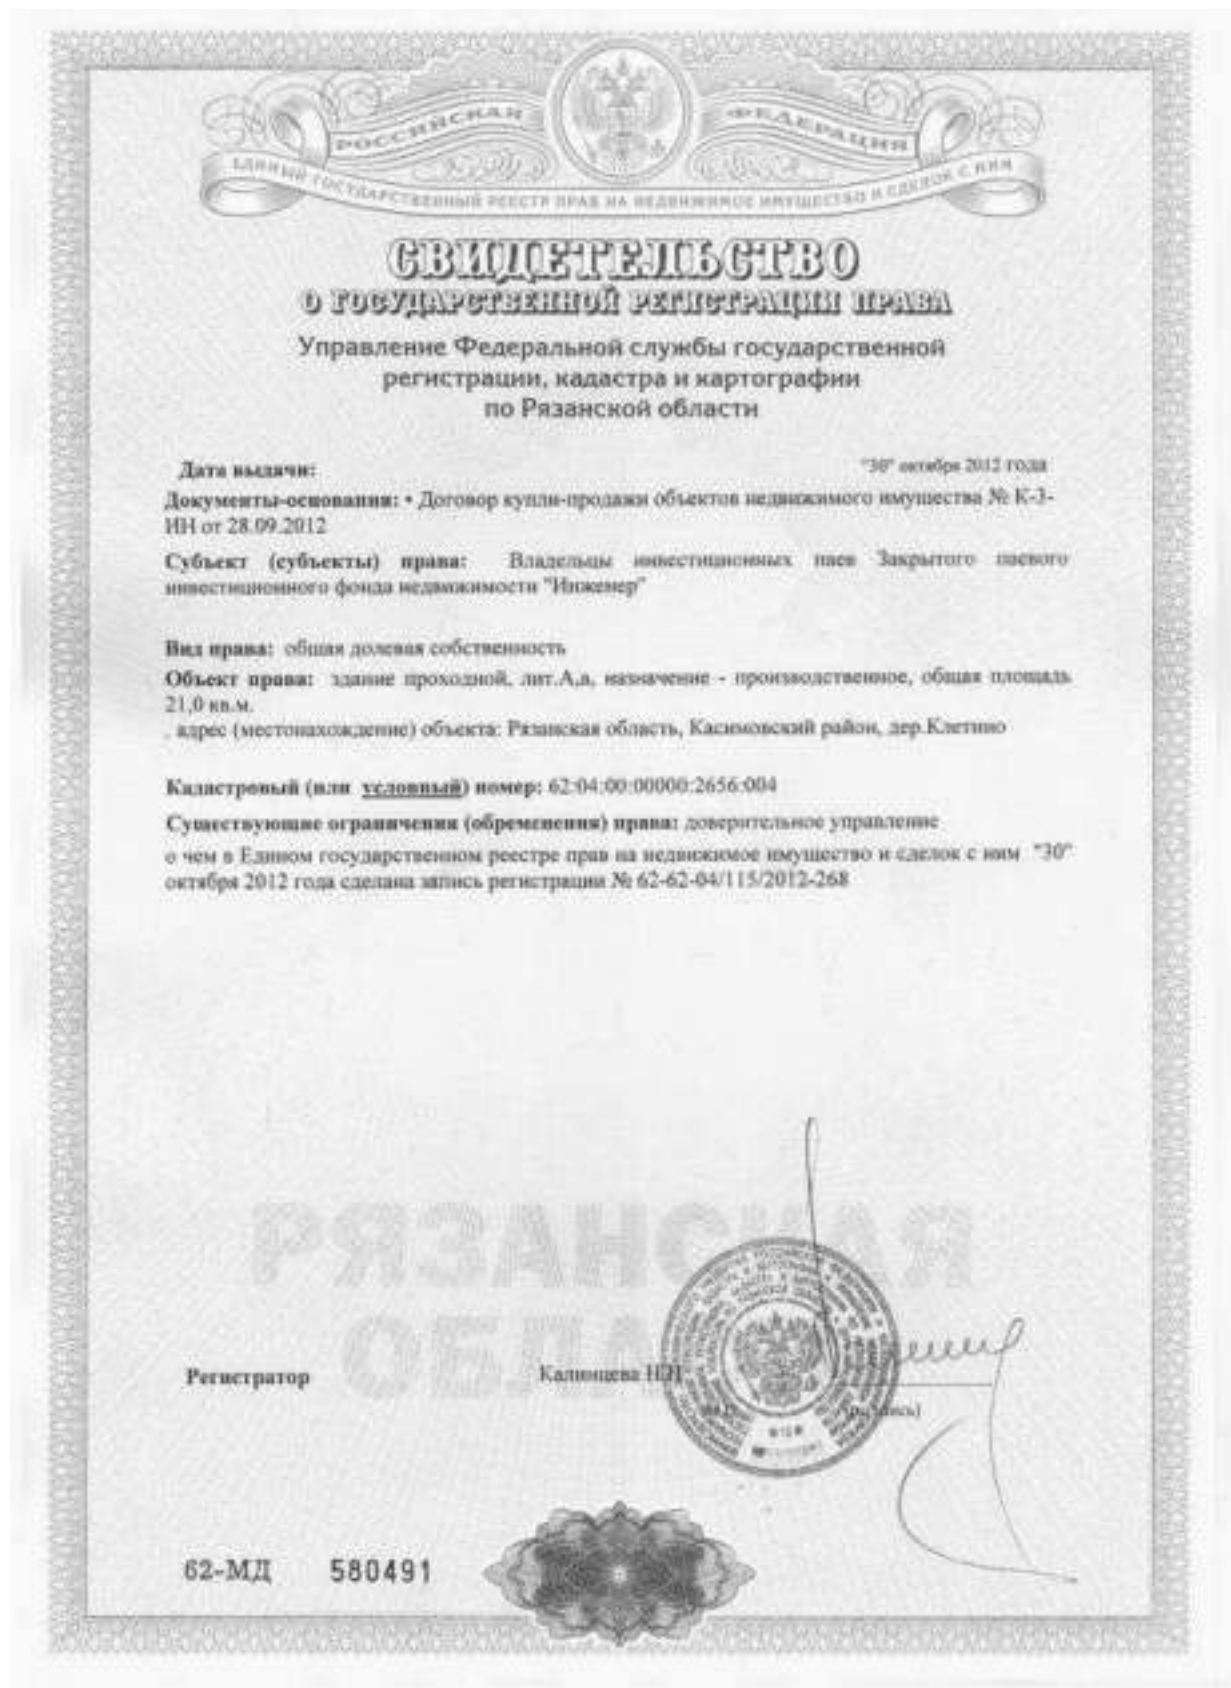 РОССИЙСКАЯ ФЕДЕРАЦИЯ
ЕДИНЫЙ ГОСУДАРСТВЕННЫЙ РЕЕСТР ПРАВ НА НЕДВИЖИМОЕ ИМУЩЕСТВО И СДЕЛОК С НИМ
СВИДЕТЕЛЬСТВО
О ГОСУДАРСТВЕННОЙ РЕГИСТРАЦИИ ПРАВА
Управление Федеральной службы государственной
регистрации, кадастра и картографии
по Рязанской области
Дата выдачи: "30" октября 2012 года
Документы-основания: • Договор купли-продажи объектов недвижимого имущества № К-3-
ИН от 28.09.2012
Субъект (субъекты) права: Владельцы инвестиционных паев Закрытого паевого
инвестиционного фонда недвижимости "Инженер"
Вид права: общая долевая собственность
Объект права: здание проходной, лит.А,а, назначение - производственное, общая площадь
21,0 кв.м.
, адрес (местонахождение) объекта: Рязанская область, Касимовский район, дер.Клетино
Кадастровый (или условный) номер: 62:04:00:00000:2656:004
Существующие ограничения (обременения) права: доверительное управление
о чем в Едином государственном реестре прав на недвижимое имущество и сделок с ним "30"
октября 2012 года сделана запись регистрации № 62-62-04/115/2012-268
РЯЗАНСКАЯ
Регистратор Калинцева Н.Н.
62-МД 580491